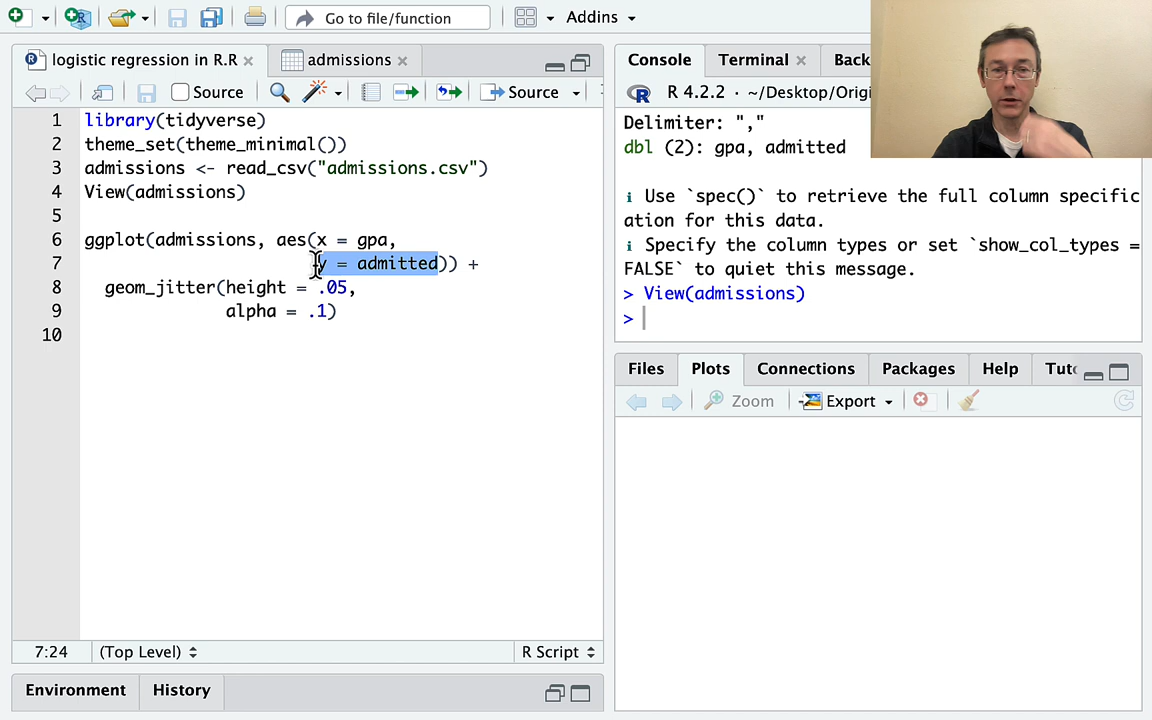 Go to file/function
Addins
logistic regression in R.R
admissions
Source
Source
1 library(tidyverse)
2 theme_set(theme_minimal())
3 admissions <- read_csv("admissions.csv")
4 View(admissions)
5
6 ggplot(admissions, aes(x = gpa,
7 y = admitted)) +
8 geom_jitter(height = .05,
9 alpha = .1)
10
7:24
(Top Level)
R Script
Environment
History
Console
Terminal
Back
R 4.2.2 · ~/Desktop/Origi
Delimiter: ","
dbl (2): gpa, admitted
ℹ Use `spec()` to retrieve the full column specific
ation for this data.
ℹ Specify the column types or set `show_col_types =
FALSE` to quiet this message.
> View(admissions)
>
Files
Plots
Connections
Packages
Help
Tuto
Zoom
Export